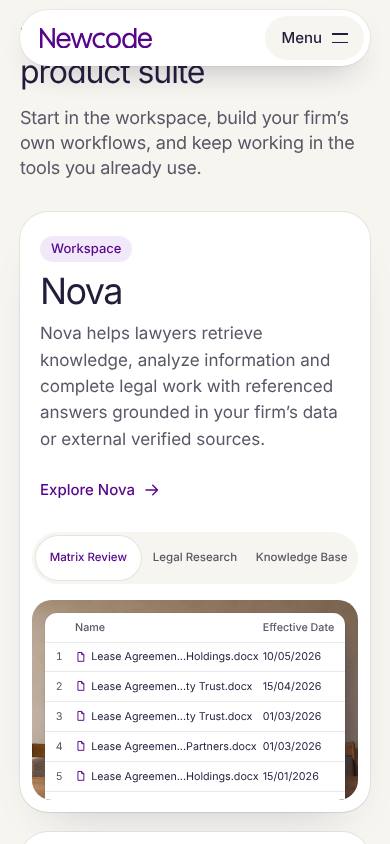 Newcode
Menu
product suite
Start in the workspace, build your firm’s
own workflows, and keep working in the
tools you already use.
Workspace
Nova
Nova helps lawyers retrieve
knowledge, analyze information and
complete legal work with referenced
answers grounded in your firm’s data
or external verified sources.
Explore Nova →
Matrix Review Legal Research Knowledge Base
Name Effective Date
1 Lease Agreemen...Holdings.docx 10/05/2026
2 Lease Agreemen...ty Trust.docx 15/04/2026
3 Lease Agreemen...ty Trust.docx 01/03/2026
4 Lease Agreemen...Partners.docx 01/03/2026
5 Lease Agreemen...Holdings.docx 15/01/2026